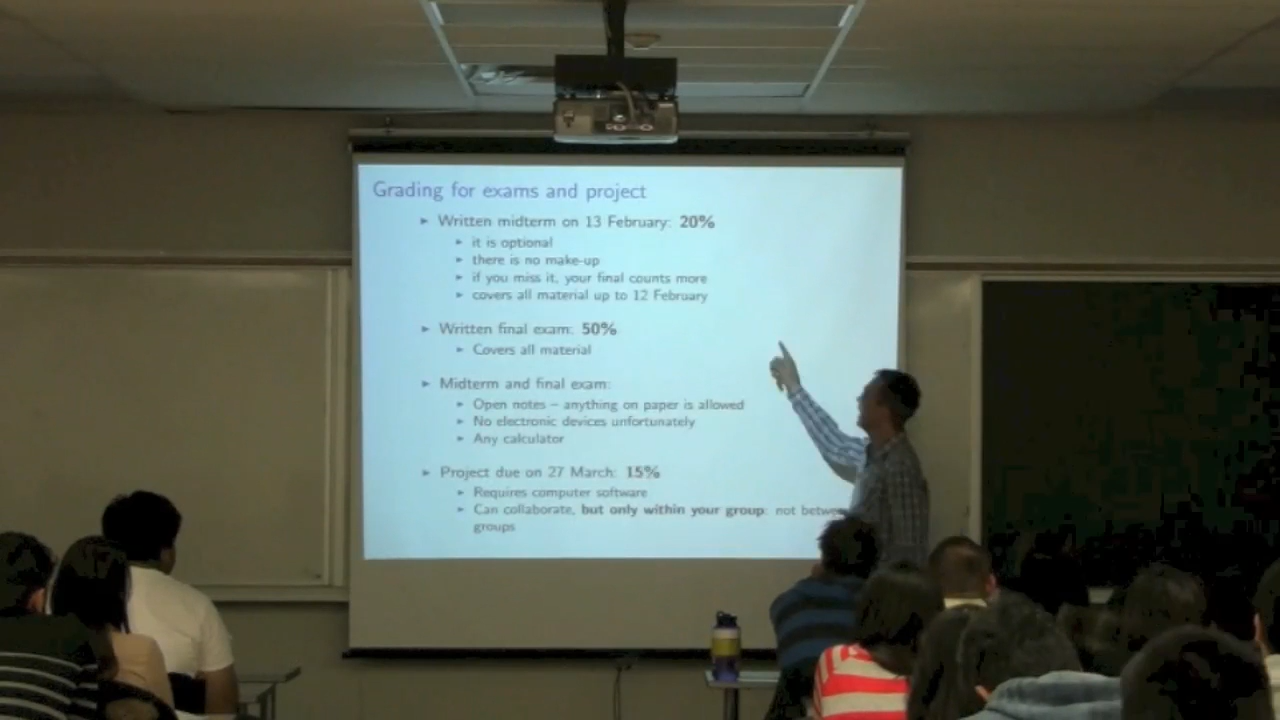 Grading for exams and project
Written midterm on 13 February: 20%
it is optional
there is no make-up
if you miss it, your final counts more
covers all material up to 12 February
Written final exam: 50%
Covers all material
Midterm and final exam:
Open notes – anything on paper is allowed
No electronic devices unfortunately
Any calculator
Project due on 27 March: 15%
Requires computer software
Can collaborate, but only within your group: not
groups